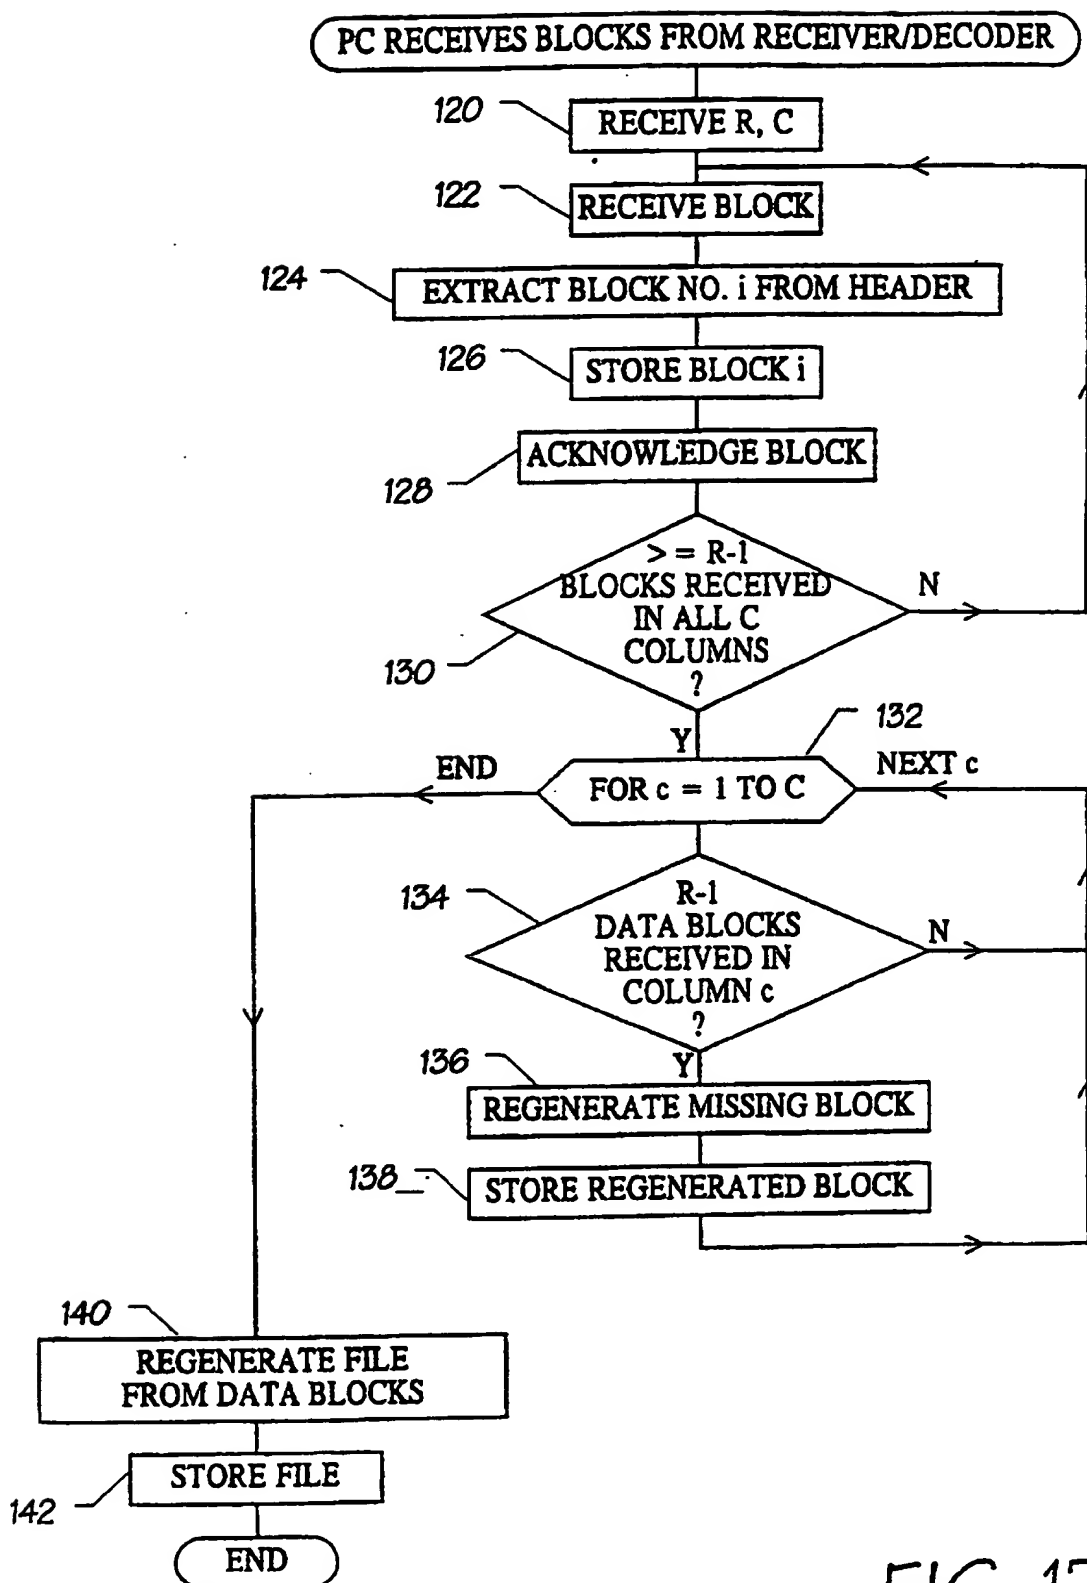 PC RECEIVES BLOCKS FROM RECEIVER/DECODER
120
RECEIVE R, C
122
RECEIVE BLOCK
124
EXTRACT BLOCK NO. i FROM HEADER
126
STORE BLOCK i
128
ACKNOWLEDGE BLOCK
> = R-1
BLOCKS RECEIVED
IN ALL C
COLUMNS
?
N
130
Y
132
END
FOR c = 1 TO C
NEXT c
134
R-1
DATA BLOCKS
RECEIVED IN
COLUMN c
?
N
Y
136
REGENERATE MISSING BLOCK
138
STORE REGENERATED BLOCK
140
REGENERATE FILE
FROM DATA BLOCKS
STORE FILE
142
END
FIG.